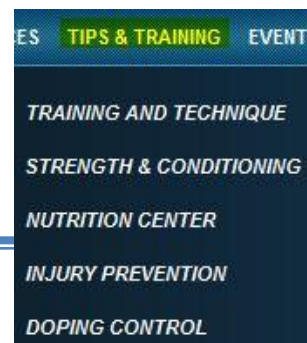 ES TIPS & TRAINING EVENT
TRAINING AND TECHNIQUE
STRENGTH & CONDITIONING
NUTRITION CENTER
INJURY PREVENTION
DOPING CONTROL